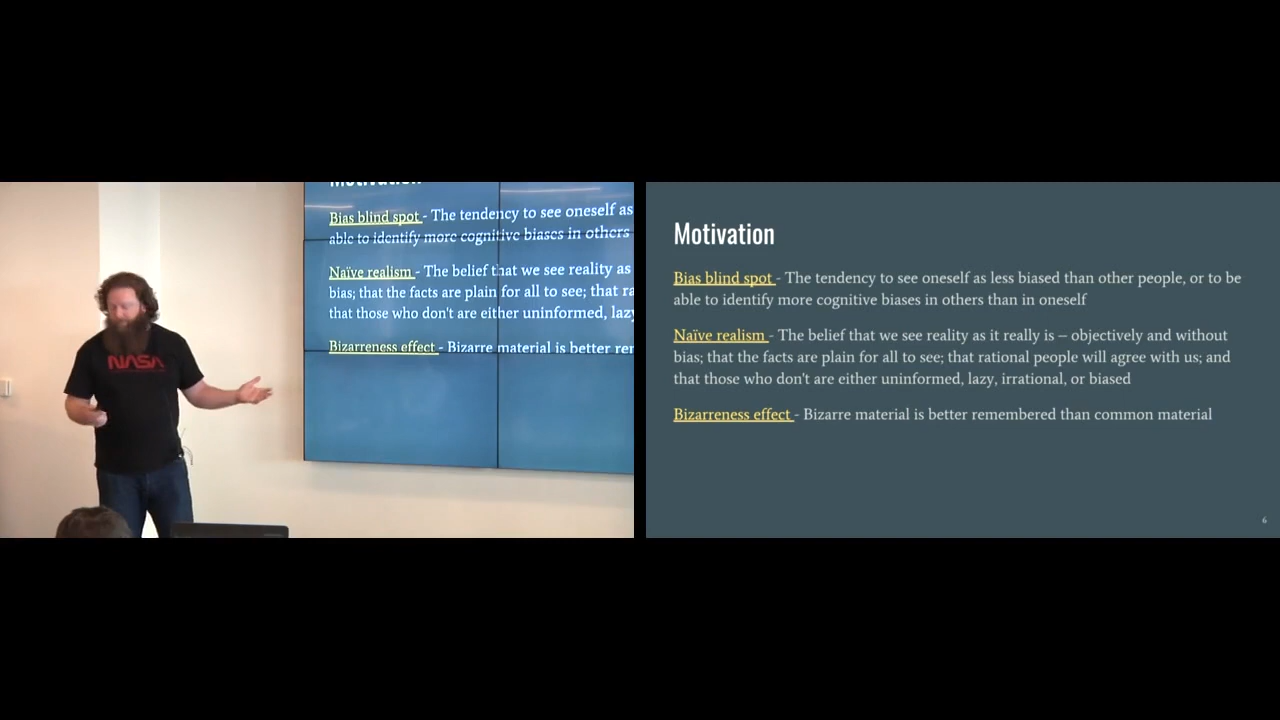 Motivation
Bias blind spot - The tendency to see oneself as
able to identify more cognitive biases in others
Naïve realism - The belief that we see reality as
bias; that the facts are plain for all to see; that ra
that those who don't are either uninformed, lazy
Bizarreness effect - Bizarre material is better rem
NASA
Motivation
Bias blind spot - The tendency to see oneself as less biased than other people, or to be
able to identify more cognitive biases in others than in oneself
Naïve realism - The belief that we see reality as it really is – objectively and without
bias; that the facts are plain for all to see; that rational people will agree with us; and
that those who don't are either uninformed, lazy, irrational, or biased
Bizarreness effect - Bizarre material is better remembered than common material
6